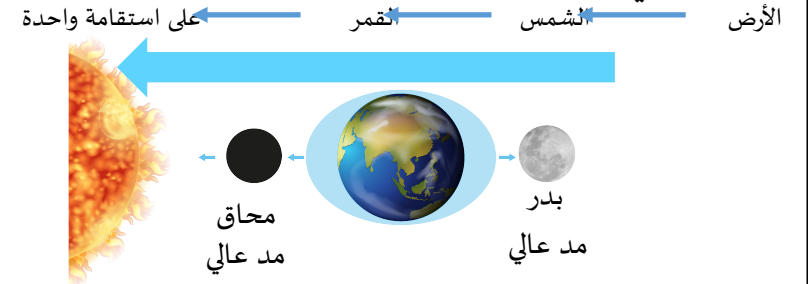 الأرض الشمس القمر على استقامة واحدة
بدر
مد عالي
محاق
مد عالي